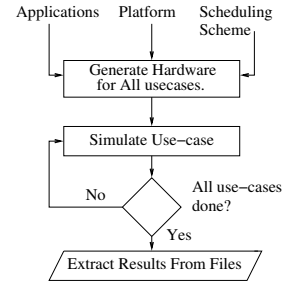 Applications Platform Scheduling
Scheme
Generate Hardware
for All usecases.
Simulate Use−case
No
All use−cases
done?
Yes
Extract Results From Files